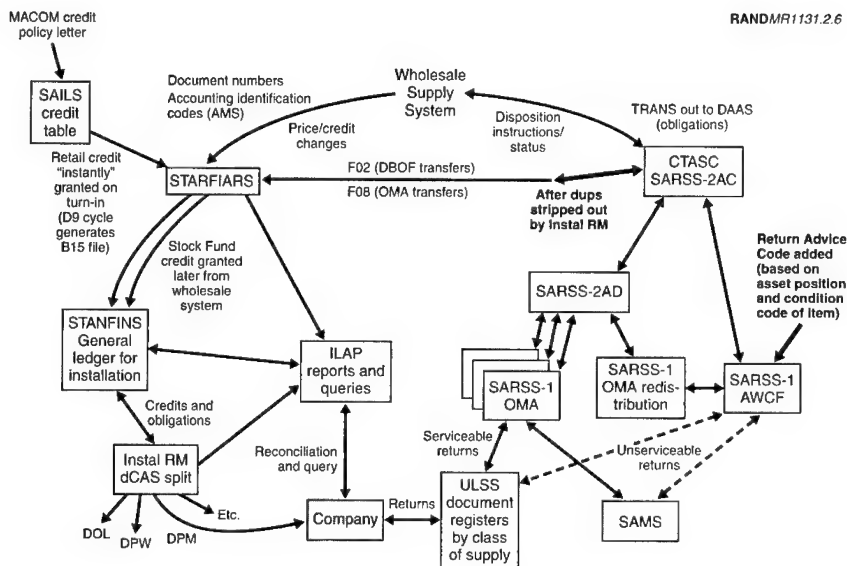 MACOM credit
policy letter
RANDMR1131.2.6
SAILS
credit
table
Document numbers
Accounting identification
codes (AMS)
Wholesale
Supply
System
Price/credit
changes
Disposition
instructions/
status
TRANS out to DAAS
(obligations)
CTASC
SARSS-2AC
Retail credit
"instantly"
granted on
turn-in
(D9 cycle
generates
B15 file)
STARFIARS
F02 (DBOF transfers)
F08 (OMA transfers)
After dups
stripped out
by Instal RM
Stock Fund
credit granted
later from
wholesale
system
Return Advice
Code added
(based on
asset position
and condition
code of item)
SARSS-2AD
STANFINS
General
ledger for
installation
ILAP
reports and
queries
SARSS-1
OMA
SARSS-1
OMA redis-
tribution
SARSS-1
AWCF
Credits and
obligations
Serviceable
returns
Unserviceable
returns
Instal RM
dCAS split
Reconciliation
and query
ULSS
document
registers
by class
of supply
SAMS
Etc.
DOL
DPW
DPM
Company
Returns